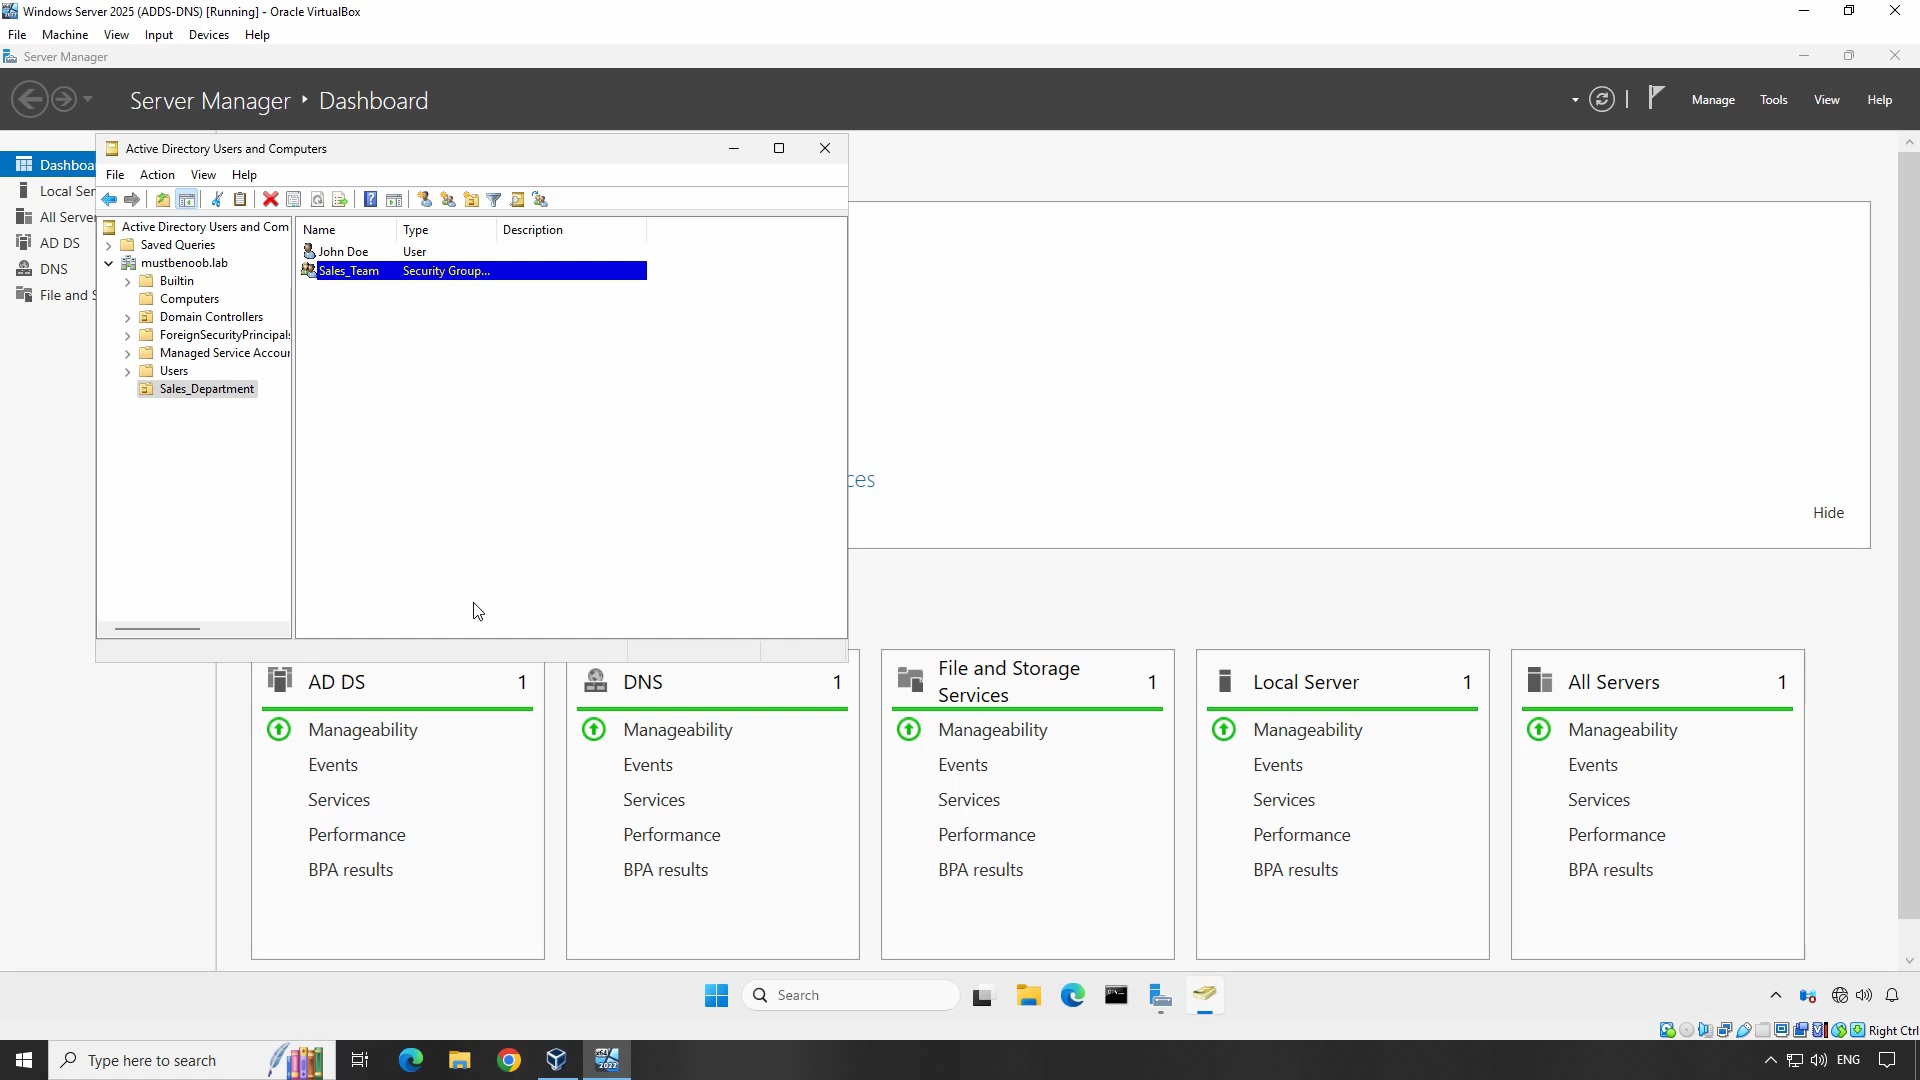 Windows Server 2025 (ADDS-DNS) [Running] - Oracle VirtualBox
File Machine View Input Devices Help
Server Manager
Server Manager ‣ Dashboard
Manage Tools View Help
Dashboa
Local Ser
All Serve
AD DS
DNS
File and S
Active Directory Users and Computers
File Action View Help
Active Directory Users and Com
Saved Queries
mustbenoob.lab
Builtin
Computers
Domain Controllers
ForeignSecurityPrincipals
Managed Service Accoun
Users
Sales_Department
Name Type Description
John Doe User
Sales_Team Security Group...
ces
Hide
AD DS 1
Manageability
Events
Services
Performance
BPA results
DNS 1
Manageability
Events
Services
Performance
BPA results
File and Storage
Services 1
Manageability
Events
Services
Performance
BPA results
Local Server 1
Manageability
Events
Services
Performance
BPA results
All Servers 1
Manageability
Events
Services
Performance
BPA results
Search
Right Ctrl
Type here to search
x64
2022
ENG